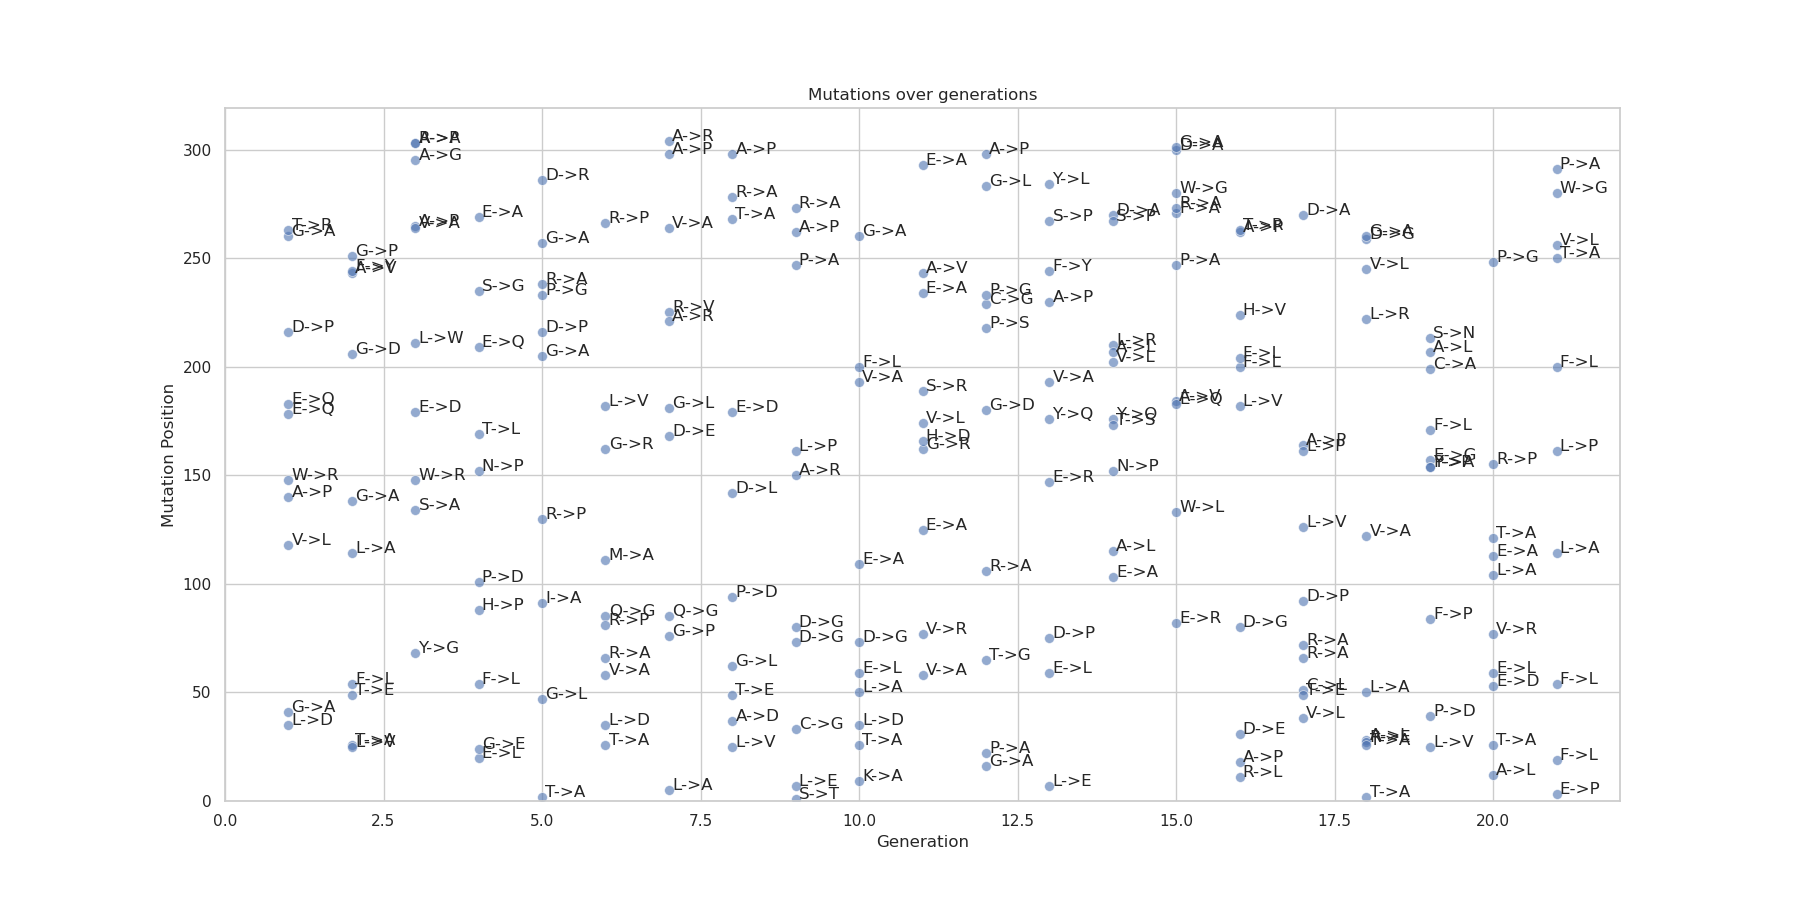 Mutations over generations
Mutation Position
300
250
200
150
100
50
0
T->R
G->A
D->P
E->Q
E->Q
W->R
A->P
V->L
G->A
L->D
G->P
A->V
G->D
G->A
L->A
F->L
T->E
T->A
L->V
A->G
V->A
L->W
E->D
W->R
S->A
Y->G
E->A
S->G
E->Q
T->L
N->P
P->D
H->P
F->L
G->E
E->L
D->R
G->A
R->A
P->G
D->P
G->A
R->P
I->A
G->L
T->A
R->P
L->V
G->R
M->A
Q->G
R->P
R->A
V->A
L->D
T->A
A->R
A->P
V->A
R->V
A->R
G->L
D->E
Q->G
G->P
L->A
A->P
R->A
T->A
E->D
D->L
P->D
G->L
T->E
A->D
L->V
R->A
A->P
P->A
L->P
A->R
D->G
D->G
C->G
L->E
S->T
G->A
F->L
V->A
E->A
D->G
E->L
L->A
L->D
T->A
K->A
E->A
A->V
E->A
S->R
V->L
H->D
G->R
E->A
V->R
V->A
A->P
G->L
P->G
C->G
P->S
G->D
R->A
T->G
P->A
G->A
Y->L
S->P
F->Y
A->P
V->A
Y->Q
E->R
D->P
E->L
L->E
D->A
S->P
L->R
A->L
V->L
Y->Q
T->S
N->P
A->L
E->A
G->A
D->A
W->G
R->A
P->A
P->A
A->V
E->Q
W->L
E->R
T->R
A->P
H->V
E->L
F->L
L->V
D->G
D->E
A->P
R->L
D->A
A->P
L->P
L->V
D->P
R->A
R->A
C->L
T->E
V->L
G->A
D->G
V->L
L->R
V->A
L->A
A->L
T->A
T->A
S->N
A->L
C->A
F->L
E->G
F->P
P->D
L->V
P->G
R->P
T->A
E->A
L->A
V->R
E->L
E->D
T->A
A->L
P->A
W->G
V->L
T->A
F->L
L->P
L->A
F->L
F->L
E->P
0.0
2.5
5.0
7.5
10.0
12.5
15.0
17.5
20.0
Generation